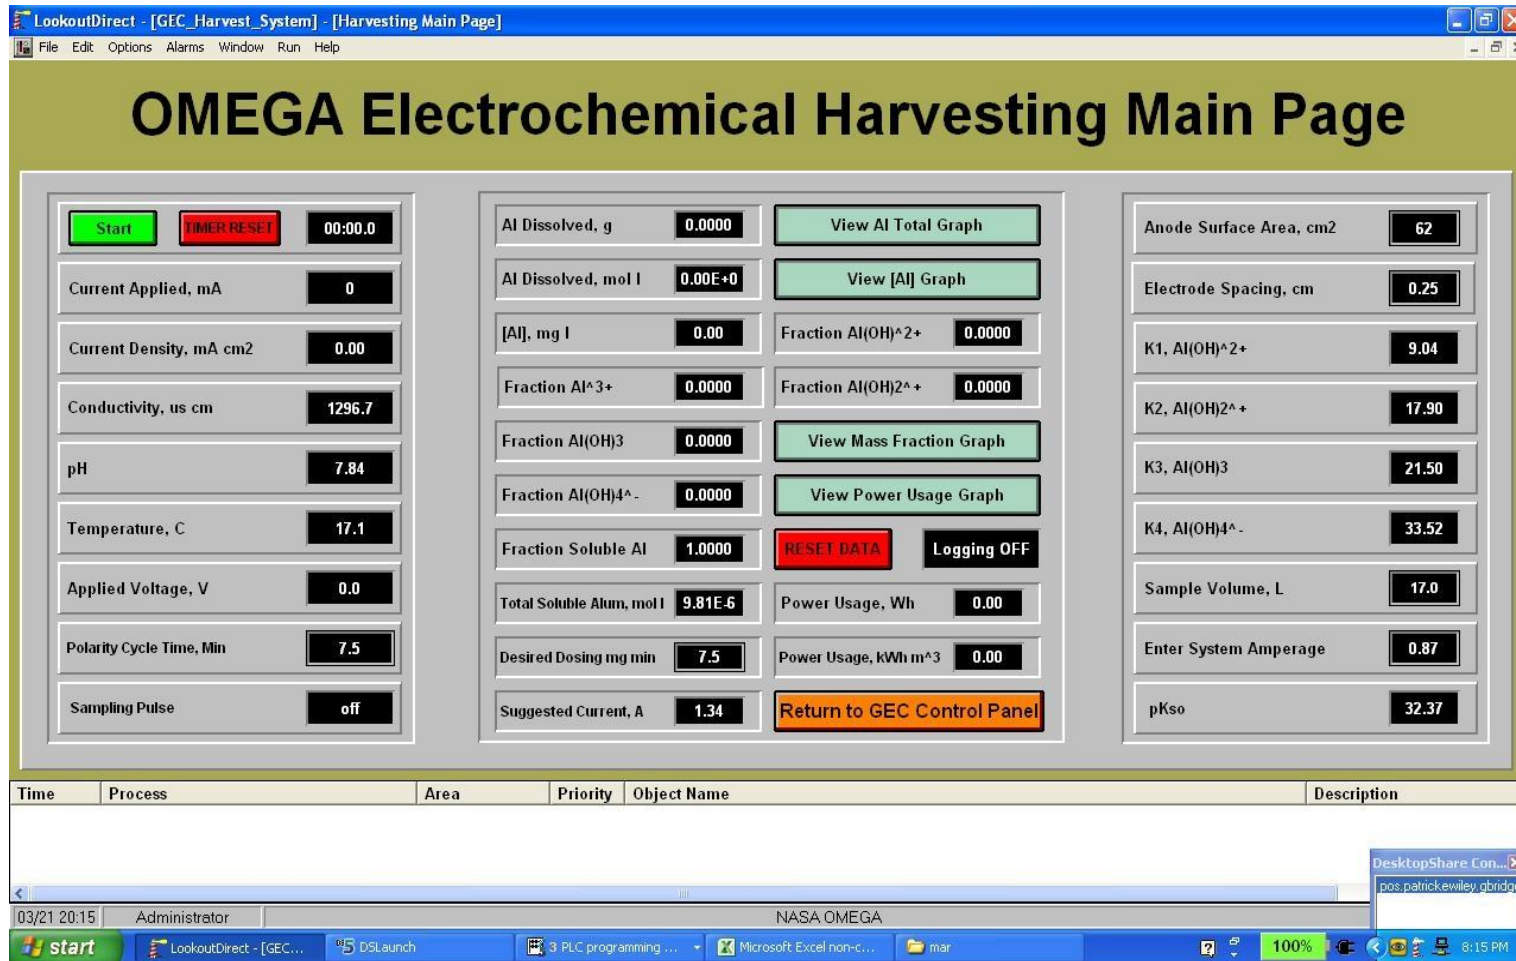 LookoutDirect - [GEC_Harvest_System] - [Harvesting Main Page]
File Edit Options Alarms Window Run Help
OMEGA Electrochemical Harvesting Main Page
Start TIMER RESET 00:00.0
Current Applied, mA 0
Current Density, mA cm2 0.00
Conductivity, us cm 1296.7
pH 7.84
Temperature, C 17.1
Applied Voltage, V 0.0
Polarity Cycle Time, Min 7.5
Sampling Pulse off
Al Dissolved, g 0.0000 View Al Total Graph
Al Dissolved, mol l 0.00E+0 View [Al] Graph
[Al], mg l 0.00 Fraction Al(OH)^2+ 0.0000
Fraction Al^3+ 0.0000 Fraction Al(OH)2^+ 0.0000
Fraction Al(OH)3 0.0000 View Mass Fraction Graph
Fraction Al(OH)4^- 0.0000 View Power Usage Graph
Fraction Soluble Al 1.0000 RESET DATA Logging OFF
Total Soluble Alum, mol l 9.81E-6 Power Usage, Wh 0.00
Desired Dosing mg min 7.5 Power Usage, kWh m^3 0.00
Suggested Current, A 1.34 Return to GEC Control Panel
Anode Surface Area, cm2 62
Electrode Spacing, cm 0.25
K1, Al(OH)^2+ 9.04
K2, Al(OH)2^+ 17.90
K3, Al(OH)3 21.50
K4, Al(OH)4^- 33.52
Sample Volume, L 17.0
Enter System Amperage 0.87
pKso 32.37
Time Process Area Priority Object Name Description
DesktopShare Con...
pos.patrickewiley.gbridge
03/21 20:15 Administrator NASA OMEGA
start LookoutDirect - [GEC... DSLaunch 3 PLC programming ... Microsoft Excel non-c... mar 100% 8:15 PM